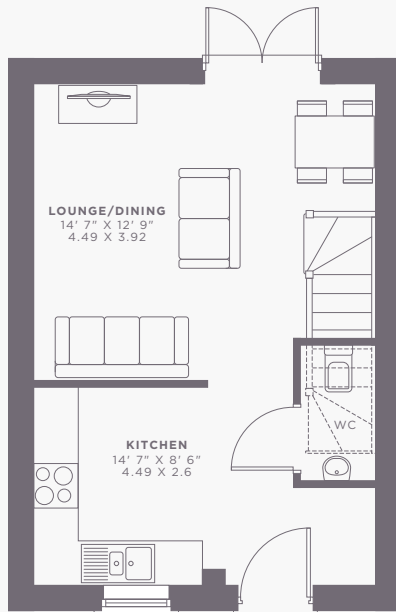 LOUNGE/DINING
14' 7" X 12' 9"
4.49 X 3.92
KITCHEN
14' 7" X 8' 6"
4.49 X 2.6
WC